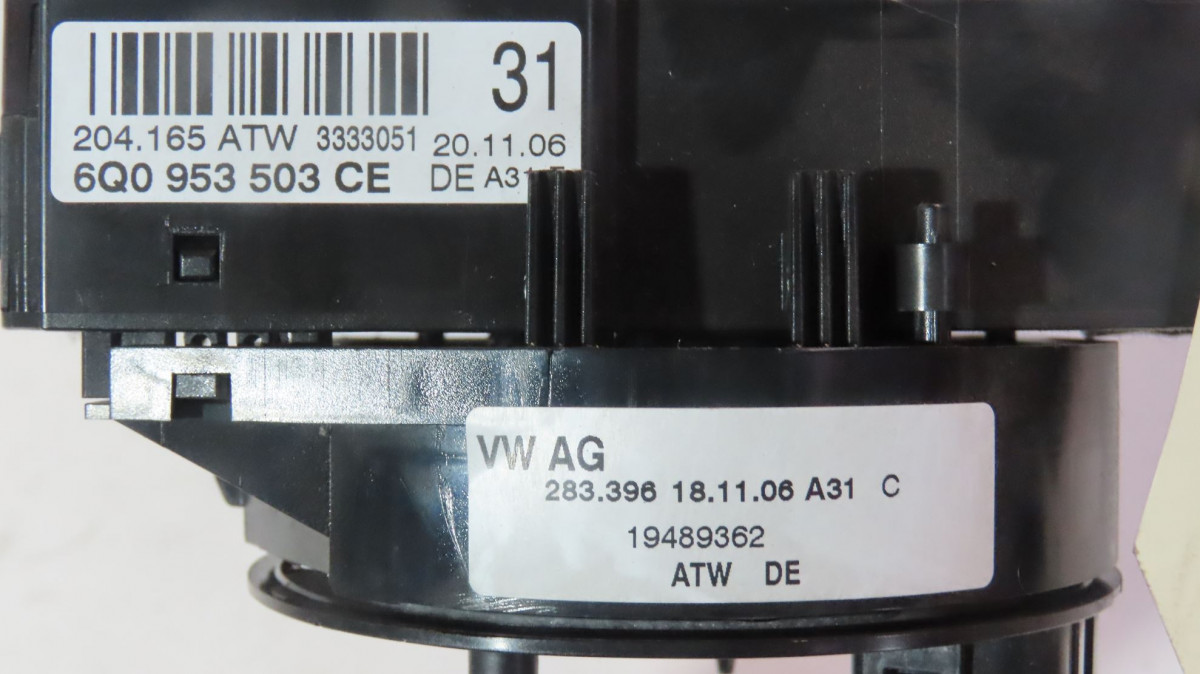 31
204.165 ATW 3333051 20.11.06
6Q0 953 503 CE DE A31
VW AG
283.396 18.11.06 A31 C
19489362
ATW DE